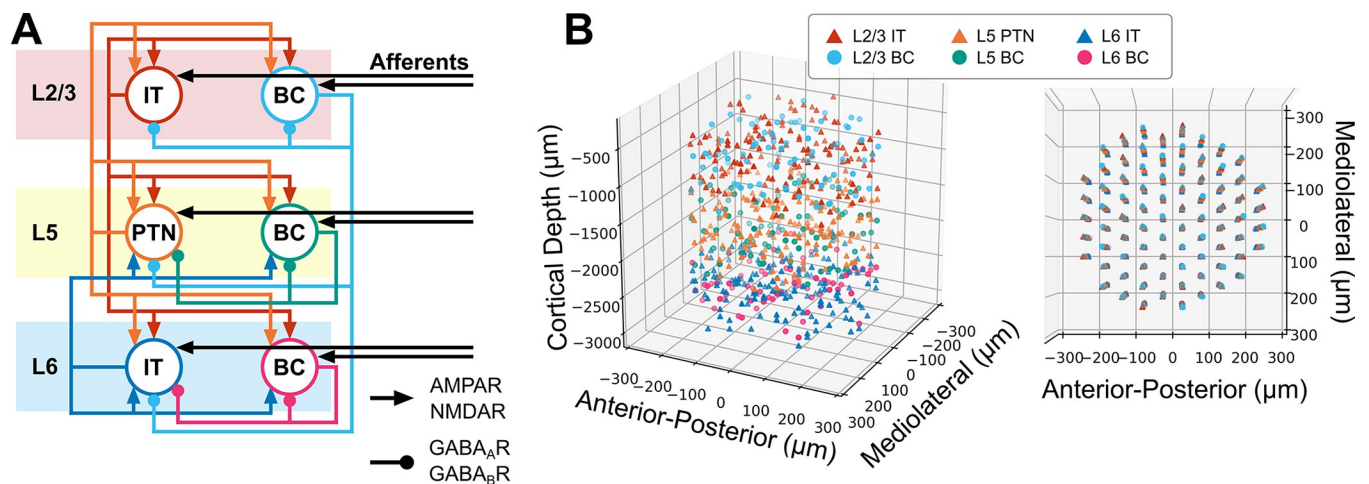 A
Afferents
L2/3
IT
BC
L5
PTN
BC
L6
IT
BC
AMPAR
NMDAR
GABA_AR
GABA_BR
B
L2/3 IT
L2/3 BC
L5 PTN
L5 BC
L6 IT
L6 BC
Cortical Depth (μm)
−500
−1000
−1500
−2000
−2500
−3000
−300
−200
−100
0
100
200
300
Anterior-Posterior (μm)
−300
−200
−100
0
100
200
300
Mediolateral (μm)
300
200
100
0
100
200
300
Mediolateral (μm)
−300
−200
−100
0
100
200
300
Anterior-Posterior (μm)